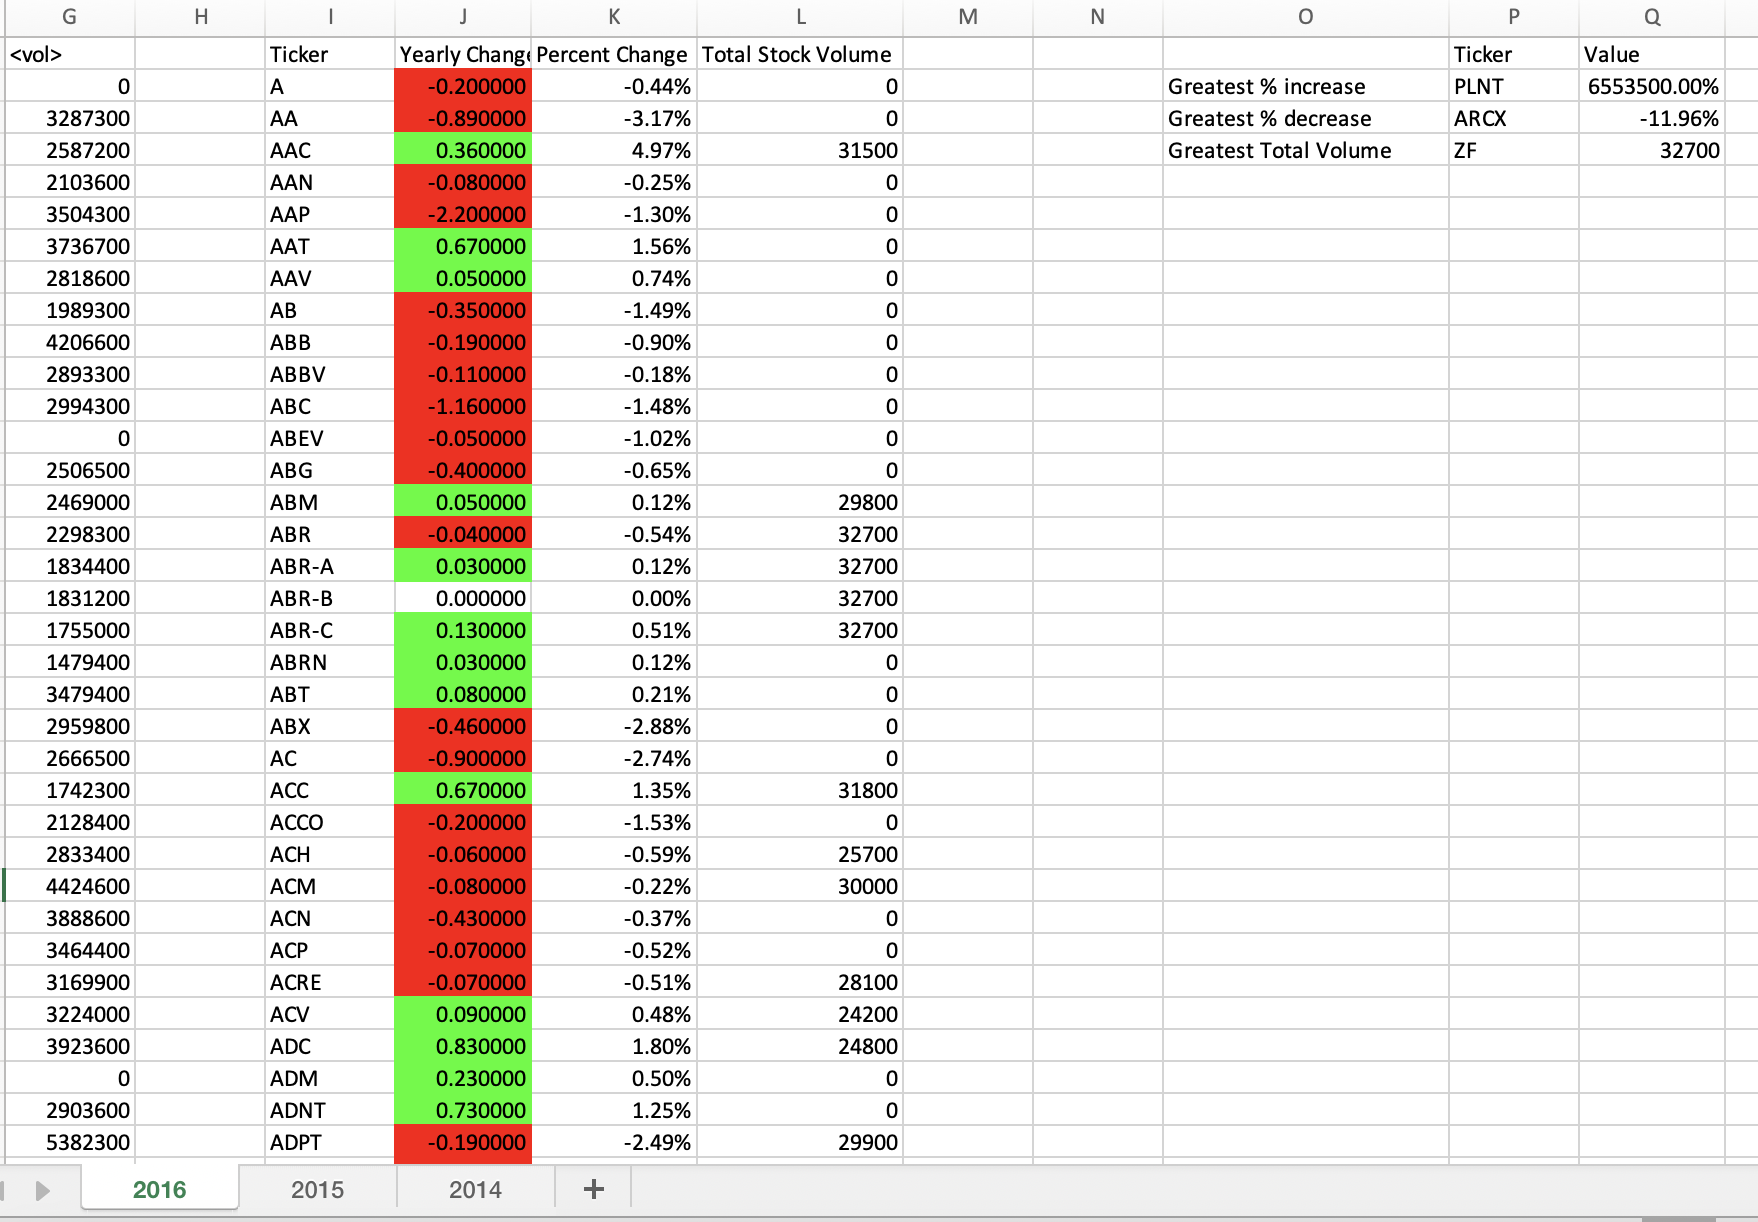 G H I J K L M N O P Q
<vol> Ticker Yearly Change Percent Change Total Stock Volume Ticker Value
0 A -0.200000 -0.44% 0 Greatest % increase PLNT 6553500.00%
3287300 AA -0.890000 -3.17% 0 Greatest % decrease ARCX -11.96%
2587200 AAC 0.360000 4.97% 31500 Greatest Total Volume ZF 32700
2103600 AAN -0.080000 -0.25% 0
3504300 AAP -2.200000 -1.30% 0
3736700 AAT 0.670000 1.56% 0
2818600 AAV 0.050000 0.74% 0
1989300 AB -0.350000 -1.49% 0
4206600 ABB -0.190000 -0.90% 0
2893300 ABBV -0.110000 -0.18% 0
2994300 ABC -1.160000 -1.48% 0
0 ABEV -0.050000 -1.02% 0
2506500 ABG -0.400000 -0.65% 0
2469000 ABM 0.050000 0.12% 29800
2298300 ABR -0.040000 -0.54% 32700
1834400 ABR-A 0.030000 0.12% 32700
1831200 ABR-B 0.000000 0.00% 32700
1755000 ABR-C 0.130000 0.51% 32700
1479400 ABRN 0.030000 0.12% 0
3479400 ABT 0.080000 0.21% 0
2959800 ABX -0.460000 -2.88% 0
2666500 AC -0.900000 -2.74% 0
1742300 ACC 0.670000 1.35% 31800
2128400 ACCO -0.200000 -1.53% 0
2833400 ACH -0.060000 -0.59% 25700
4424600 ACM -0.080000 -0.22% 30000
3888600 ACN -0.430000 -0.37% 0
3464400 ACP -0.070000 -0.52% 0
3169900 ACRE -0.070000 -0.51% 28100
3224000 ACV 0.090000 0.48% 24200
3923600 ADC 0.830000 1.80% 24800
0 ADM 0.230000 0.50% 0
2903600 ADNT 0.730000 1.25% 0
5382300 ADPT -0.190000 -2.49% 29900
2016 2015 2014 +